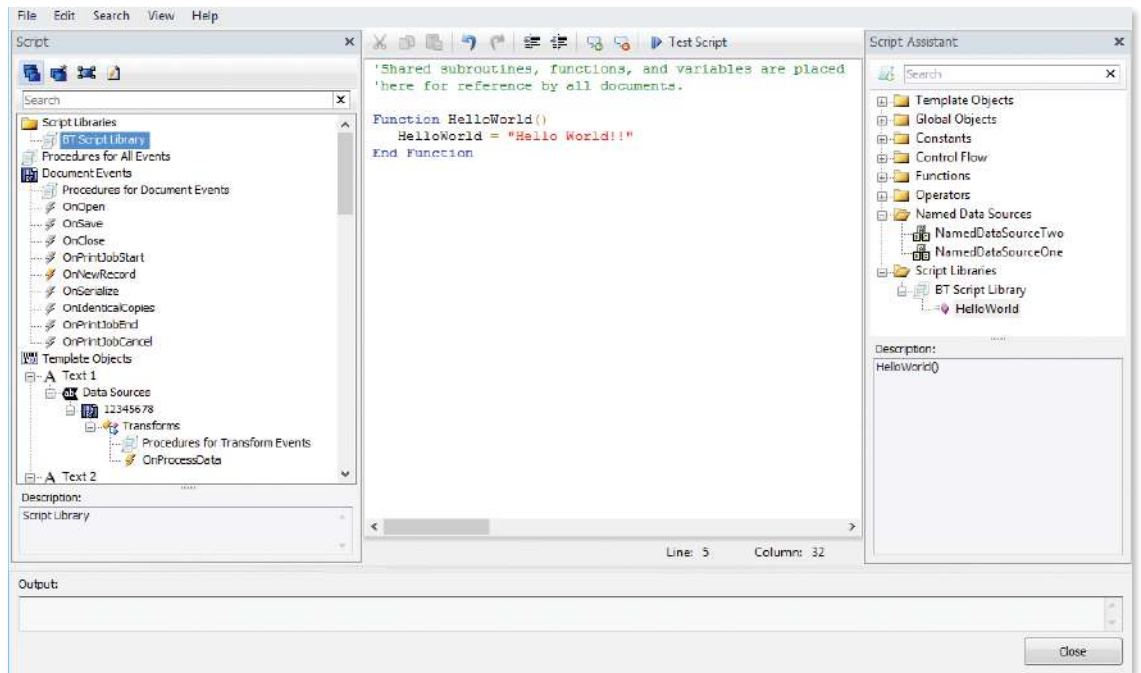 File Edit Search View Help
Script
Search
Script Libraries
BT Script Library
Procedures for All Events
Document Events
Procedures for Document Events
OnOpen
OnSave
OnClose
OnPrintJobStart
OnNewRecord
OnSerialize
OnIdenticalCopies
OnPrintJobEnd
OnPrintJobCancel
Template Objects
Text 1
Data Sources
12345678
Transforms
Procedures for Transform Events
OnProcessData
Text 2
Description:
Script Library
Test Script
'Shared subroutines, functions, and variables are placed
'here for reference by all documents.
Function HelloWorld()
HelloWorld = "Hello World!!"
End Function
Line: 5 Column: 32
Script Assistant
Search
Template Objects
Global Objects
Constants
Control Flow
Functions
Operators
Named Data Sources
NamedDataSourceTwo
NamedDataSourceOne
Script Libraries
BT Script Library
HelloWorld
Description:
HelloWorld()
Output:
Close